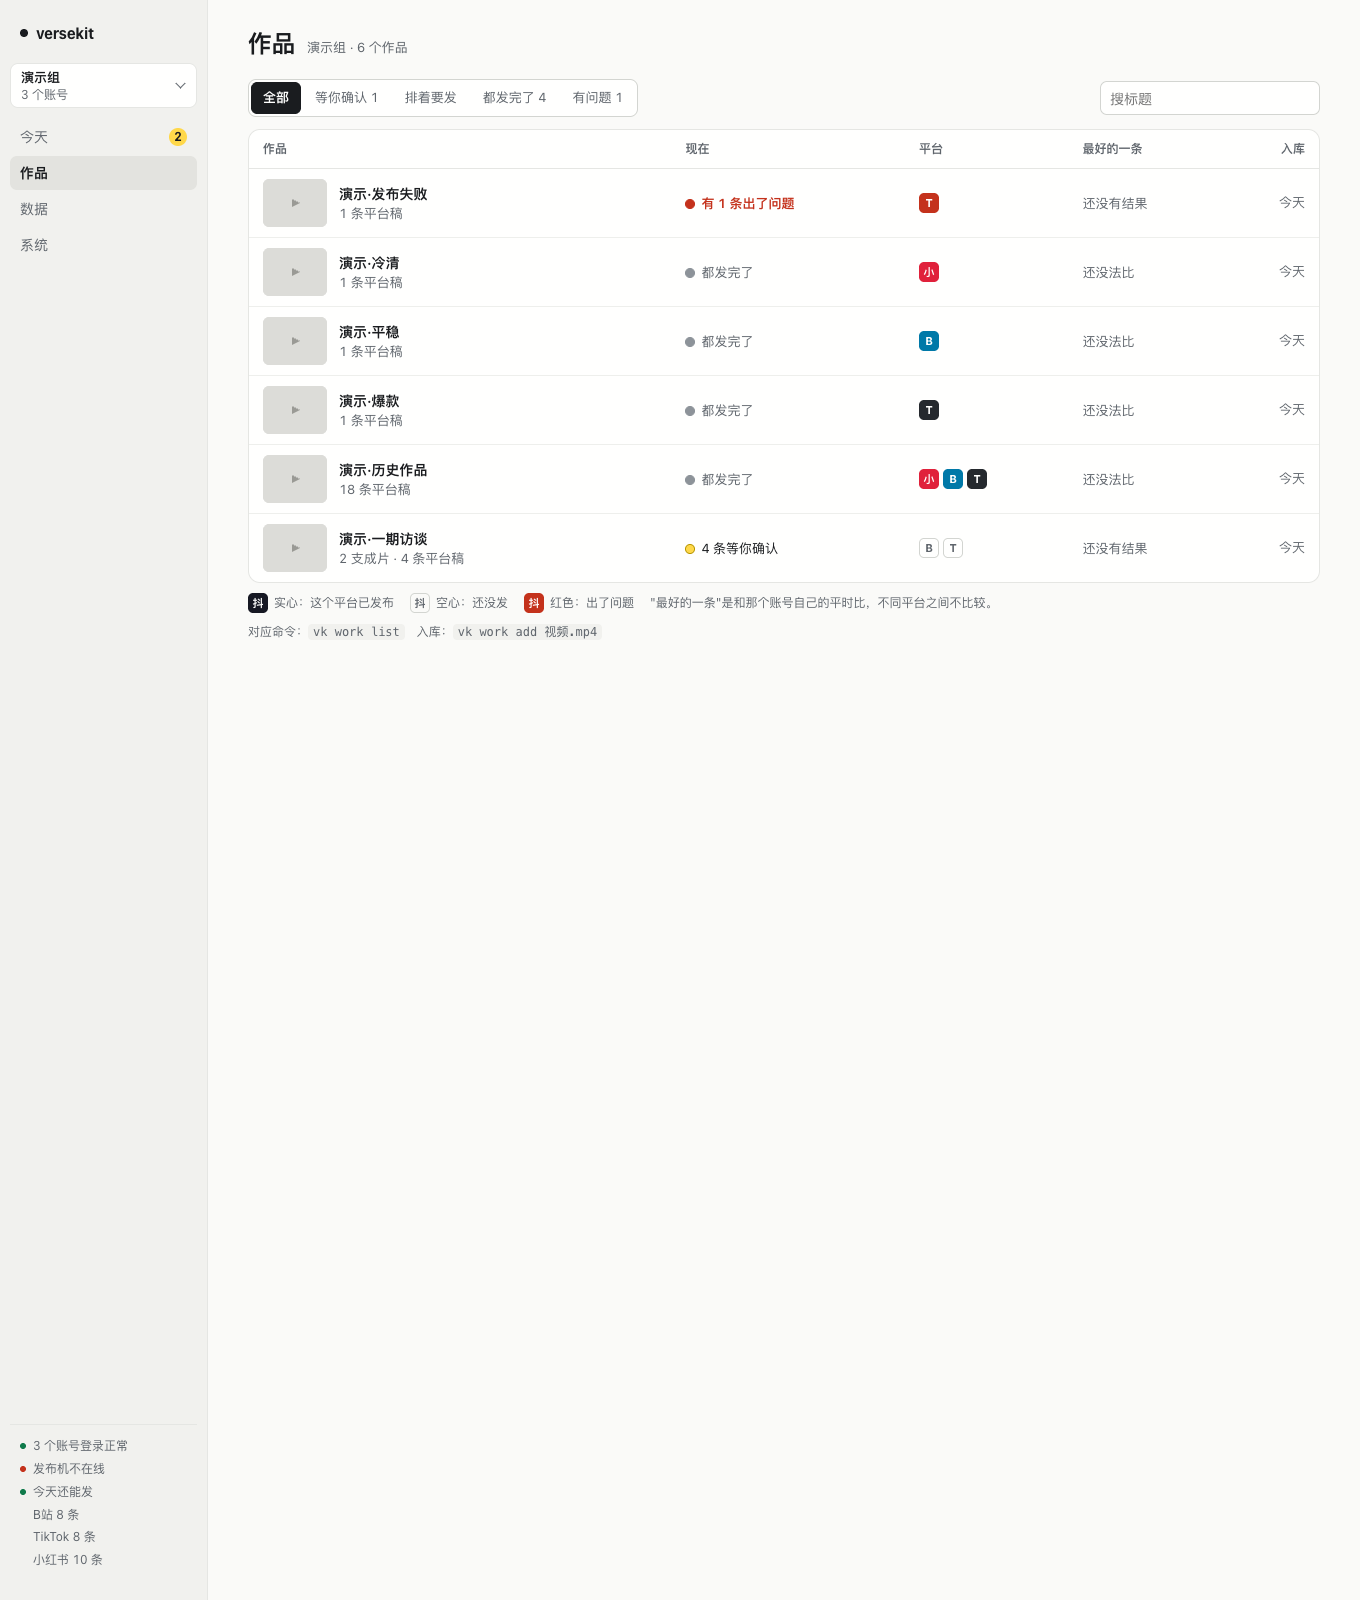 versekit
演示组
3 个账号
今天 2
作品
数据
系统
3 个账号登录正常
发布机不在线
今天还能发
B站 8 条
TikTok 8 条
小红书 10 条
作品 演示组 · 6 个作品
全部 等你确认 1 排着要发 都发完了 4 有问题 1 搜标题
作品 现在 平台 最好的一条 入库
演示·发布失败
1 条平台稿
有 1 条出了问题 T 还没有结果 今天
演示·冷清
1 条平台稿
都发完了 小 还没法比 今天
演示·平稳
1 条平台稿
都发完了 B 还没法比 今天
演示·爆款
1 条平台稿
都发完了 T 还没法比 今天
演示·历史作品
18 条平台稿
都发完了 小 B T 还没法比 今天
演示·一期访谈
2 支成片 · 4 条平台稿
4 条等你确认 B T 还没有结果 今天
抖 实心：这个平台已发布 抖 空心：还没发 抖 红色：出了问题 "最好的一条"是和那个账号自己的平时比，不同平台之间不比较。
对应命令： vk work list 入库： vk work add 视频.mp4